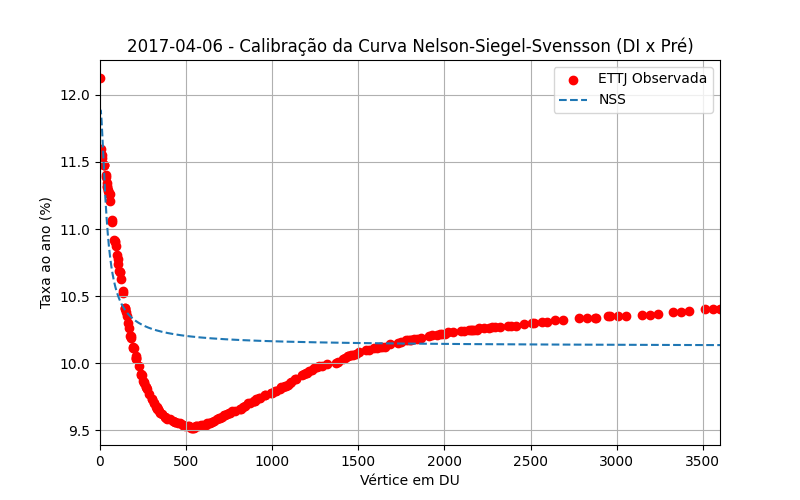 2017-04-06 - Calibração da Curva Nelson-Siegel-Svensson (DI x Pré)
ETTJ Observada
NSS
Taxa ao ano (%)
12.0
11.5
11.0
10.5
10.0
9.5
0 500 1000 1500 2000 2500 3000 3500
Vértice em DU